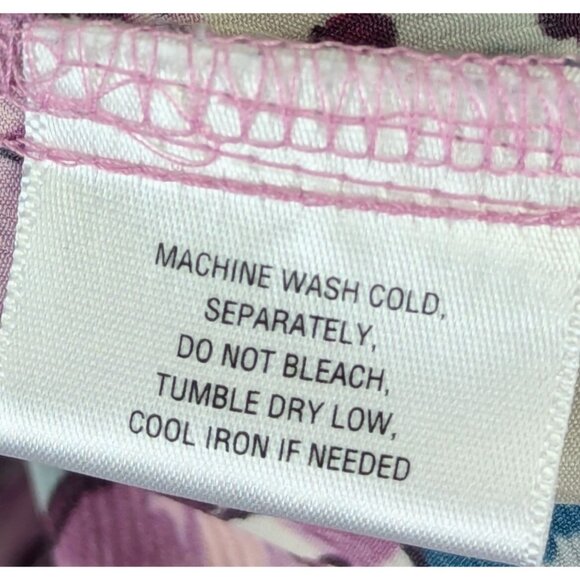 MACHINE WASH COLD,
SEPARATELY,
DO NOT BLEACH,
TUMBLE DRY LOW,
COOL IRON IF NEEDED